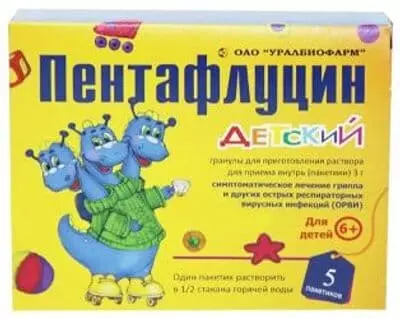 ОАО "УРАЛБИОФАРМ"
Пентафлуцин
ДЕТСКИЙ
гранулы для приготовления раствора
для приема внутрь (пакетики) 3 г
симптоматическое лечение гриппа
и других острых респираторных
вирусных инфекций (ОРВИ)
Для
детей 6+
Один пакетик растворить
в 1/2 стакана горячей воды
5
пакетиков